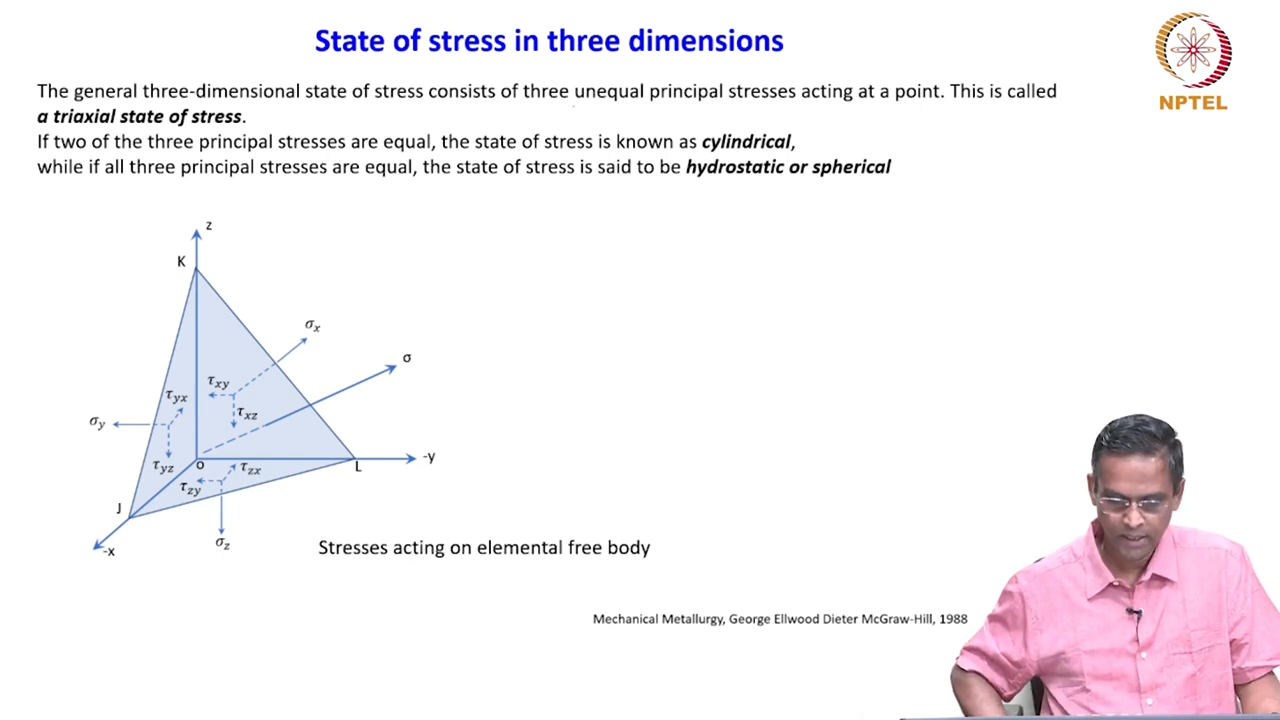 State of stress in three dimensions
NPTEL
The general three-dimensional state of stress consists of three unequal principal stresses acting at a point. This is called
a triaxial state of stress.
If two of the three principal stresses are equal, the state of stress is known as cylindrical,
while if all three principal stresses are equal, the state of stress is said to be hydrostatic or spherical
z
K
σx
σ
τxy
τyx
τxz
σy
τyz
o
τzx
L
-y
τzy
J
-x
σz
Stresses acting on elemental free body
Mechanical Metallurgy, George Ellwood Dieter McGraw-Hill, 1988